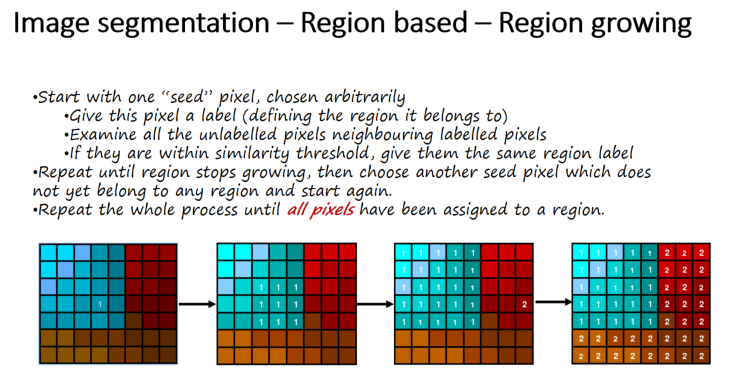 Image segmentation – Region based – Region growing
•Start with one “seed” pixel, chosen arbitrarily
•Give this pixel a label (defining the region it belongs to)
•Examine all the unlabelled pixels neighbouring labelled pixels
•If they are within similarity threshold, give them the same region label
•Repeat until region stops growing, then choose another seed pixel which does
not yet belong to any region and start again.
•Repeat the whole process until all pixels have been assigned to a region.
1
1 1 1
1 1 1
1 1 1
1 1 1 1 1
1 1 1 1 1
1 1 1 1 1
1 1 1 1 1 2
1 1 1 1 1
1 1 1 1 1 2 2 2
1 1 1 1 1 2 2 2
1 1 1 1 1 2 2 2
1 1 1 1 1 2 2 2
1 1 1 1 1 2 2 2
2 2 2 2 2 2 2 2
2 2 2 2 2 2 2 2